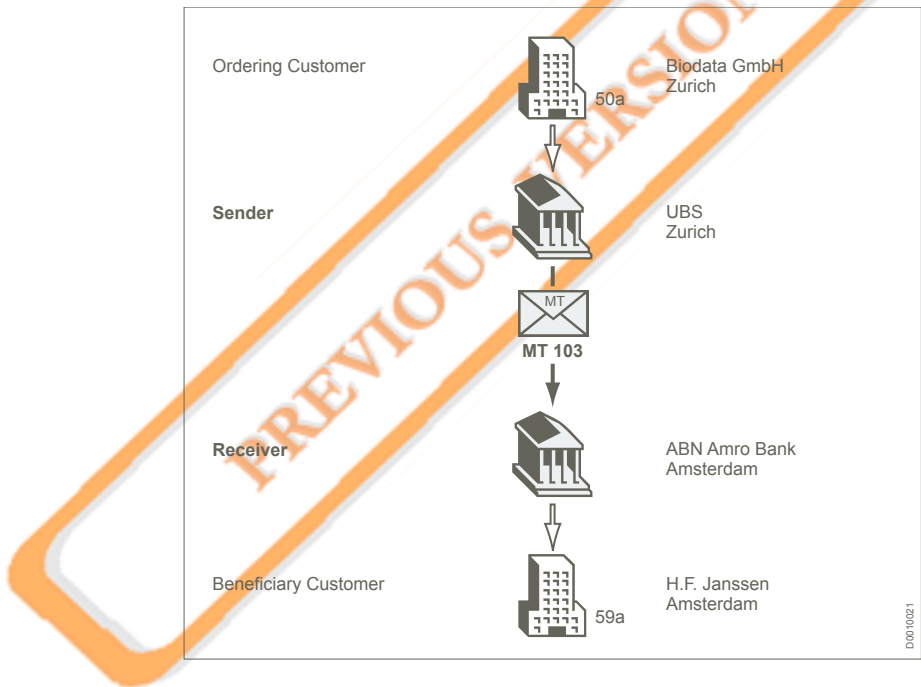 Ordering Customer
50a
Biodata GmbH
Zurich
Sender
UBS
Zurich
MT
MT 103
Receiver
ABN Amro Bank
Amsterdam
Beneficiary Customer
59a
H.F. Janssen
Amsterdam
D0010021
PREVIOUS VERSION